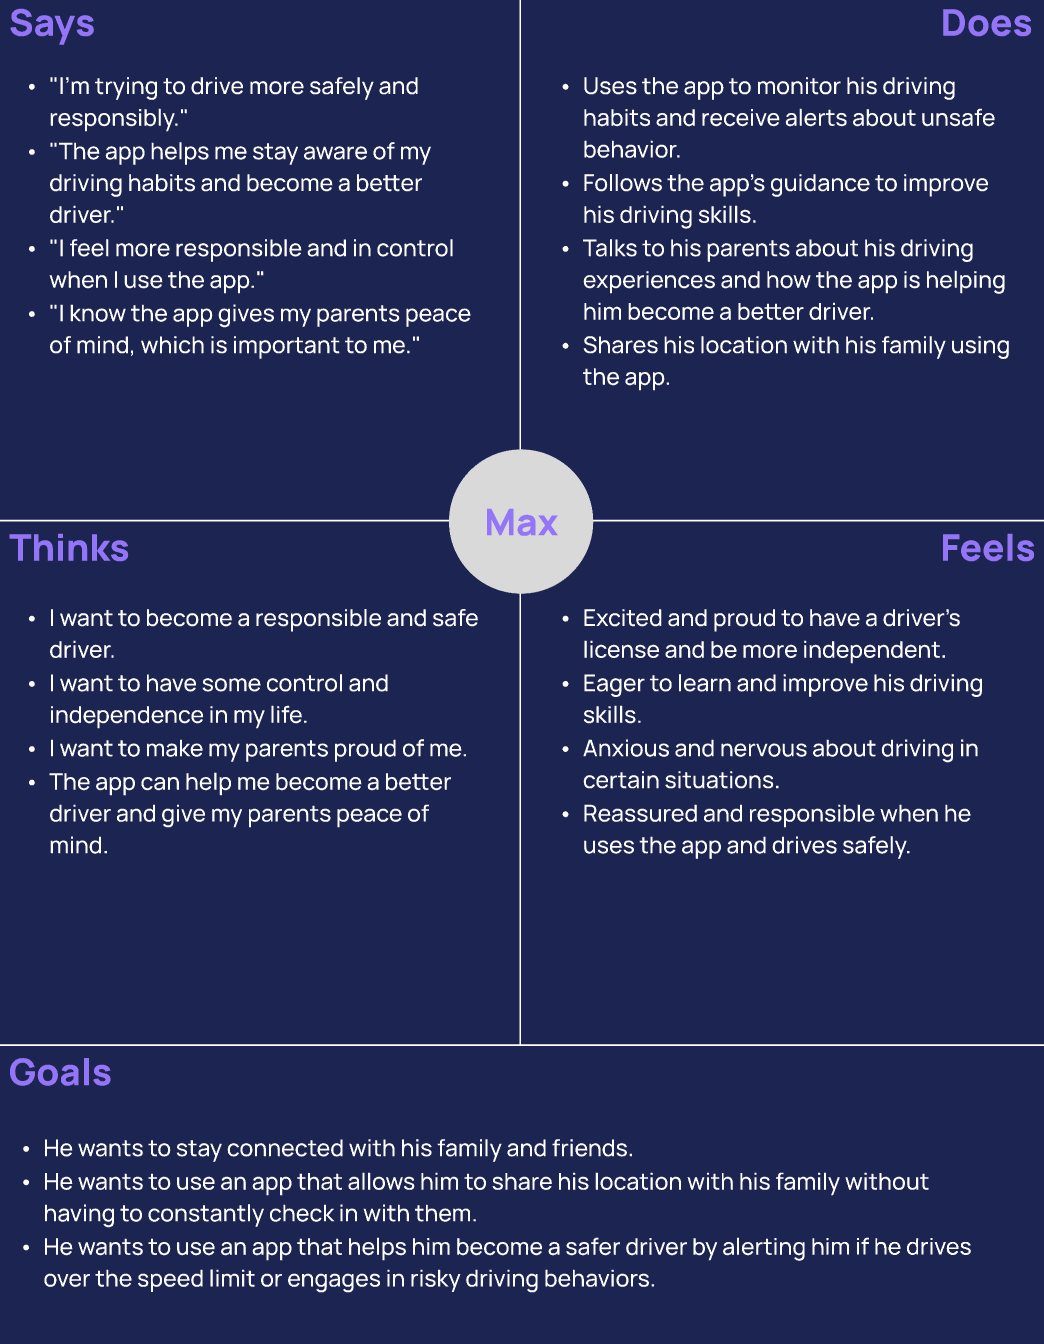 Says
• "I'm trying to drive more safely and
responsibly."
• "The app helps me stay aware of my
driving habits and become a better
driver."
• "I feel more responsible and in control
when I use the app."
• "I know the app gives my parents peace
of mind, which is important to me."
Does
• Uses the app to monitor his driving
habits and receive alerts about unsafe
behavior.
• Follows the app's guidance to improve
his driving skills.
• Talks to his parents about his driving
experiences and how the app is helping
him become a better driver.
• Shares his location with his family using
the app.
Max
Thinks
• I want to become a responsible and safe
driver.
• I want to have some control and
independence in my life.
• I want to make my parents proud of me.
• The app can help me become a better
driver and give my parents peace of
mind.
Feels
• Excited and proud to have a driver's
license and be more independent.
• Eager to learn and improve his driving
skills.
• Anxious and nervous about driving in
certain situations.
• Reassured and responsible when he
uses the app and drives safely.
Goals
• He wants to stay connected with his family and friends.
• He wants to use an app that allows him to share his location with his family without
having to constantly check in with them.
• He wants to use an app that helps him become a safer driver by alerting him if he drives
over the speed limit or engages in risky driving behaviors.